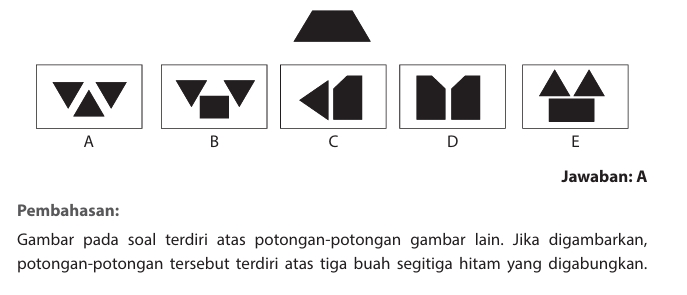 A B C D E
Jawaban: A
Pembahasan:
Gambar pada soal terdiri atas potongan-potongan gambar lain. Jika digambarkan,
potongan-potongan tersebut terdiri atas tiga buah segitiga hitam yang digabungkan.